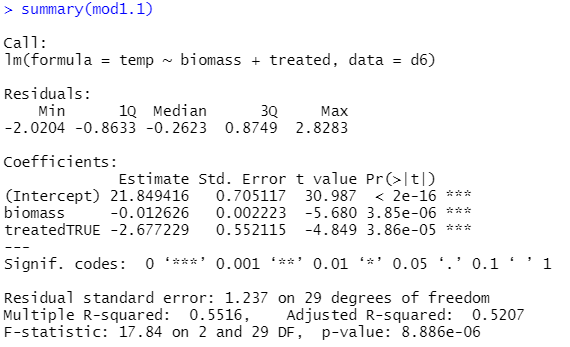 > summary(mod1.1)
Call:
lm(formula = temp ~ biomass + treated, data = d6)
Residuals:
    Min      1Q  Median      3Q     Max
-2.0204 -0.8633 -0.2623  0.8749  2.8283
Coefficients:
             Estimate Std. Error t value Pr(>|t|)
(Intercept) 21.849416   0.705117  30.987  < 2e-16 ***
biomass     -0.012626   0.002223  -5.680 3.85e-06 ***
treatedTRUE -2.677229   0.552115  -4.849 3.86e-05 ***
---
Signif. codes:  0 ‘***’ 0.001 ‘**’ 0.01 ‘*’ 0.05 ‘.’ 0.1 ‘ ’ 1
Residual standard error: 1.237 on 29 degrees of freedom
Multiple R-squared:  0.5516,    Adjusted R-squared:  0.5207
F-statistic: 17.84 on 2 and 29 DF,  p-value: 8.886e-06